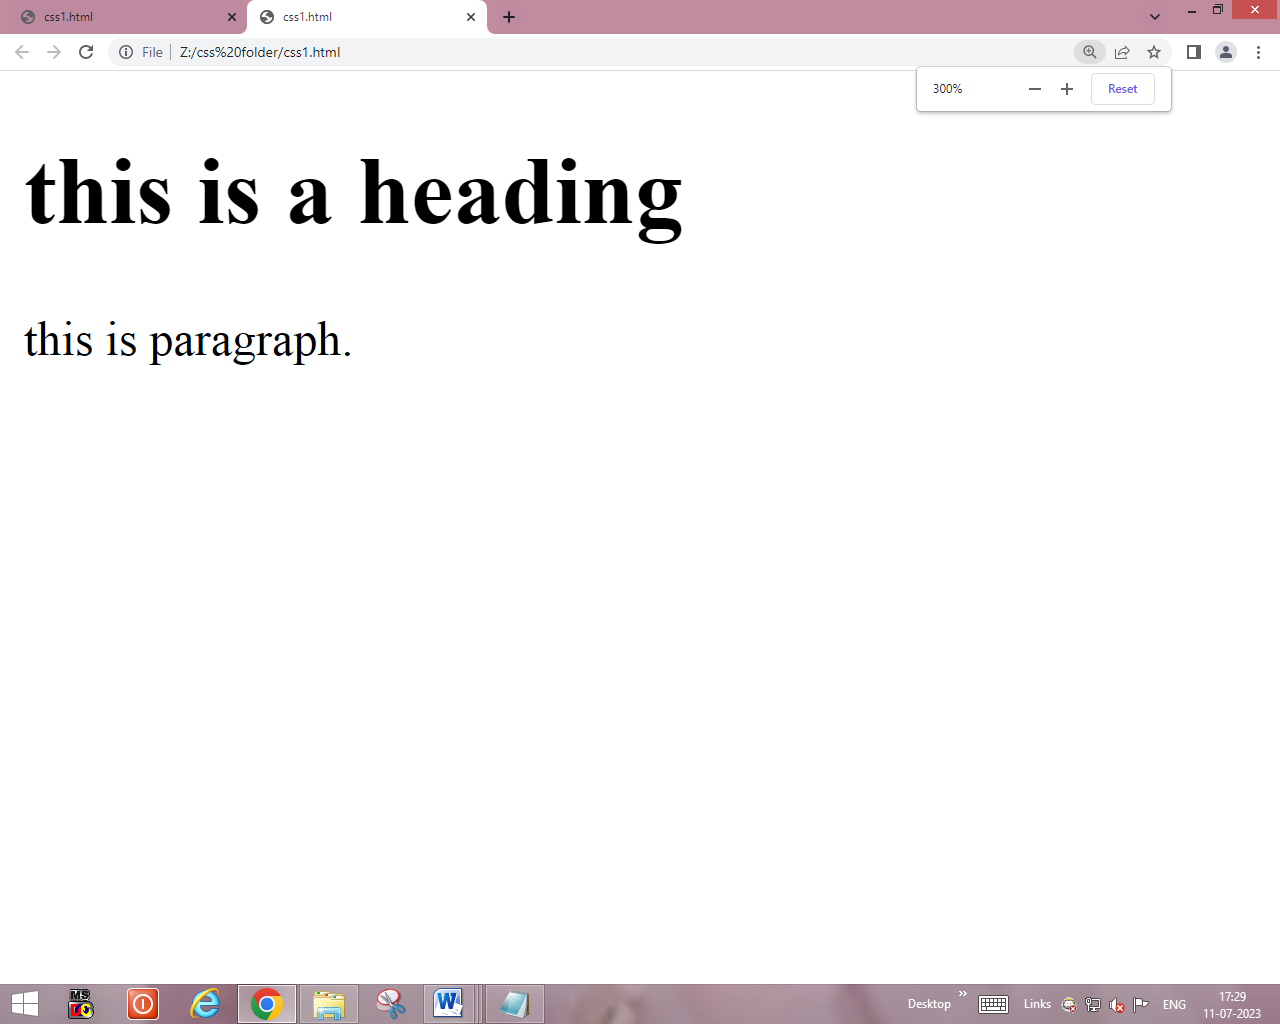 css1.html
css1.html
File
Z:/css%20folder/css1.html
300%
Reset
this is a heading
this is paragraph.
MS
Desktop
Links
ENG
17:29
11-07-2023